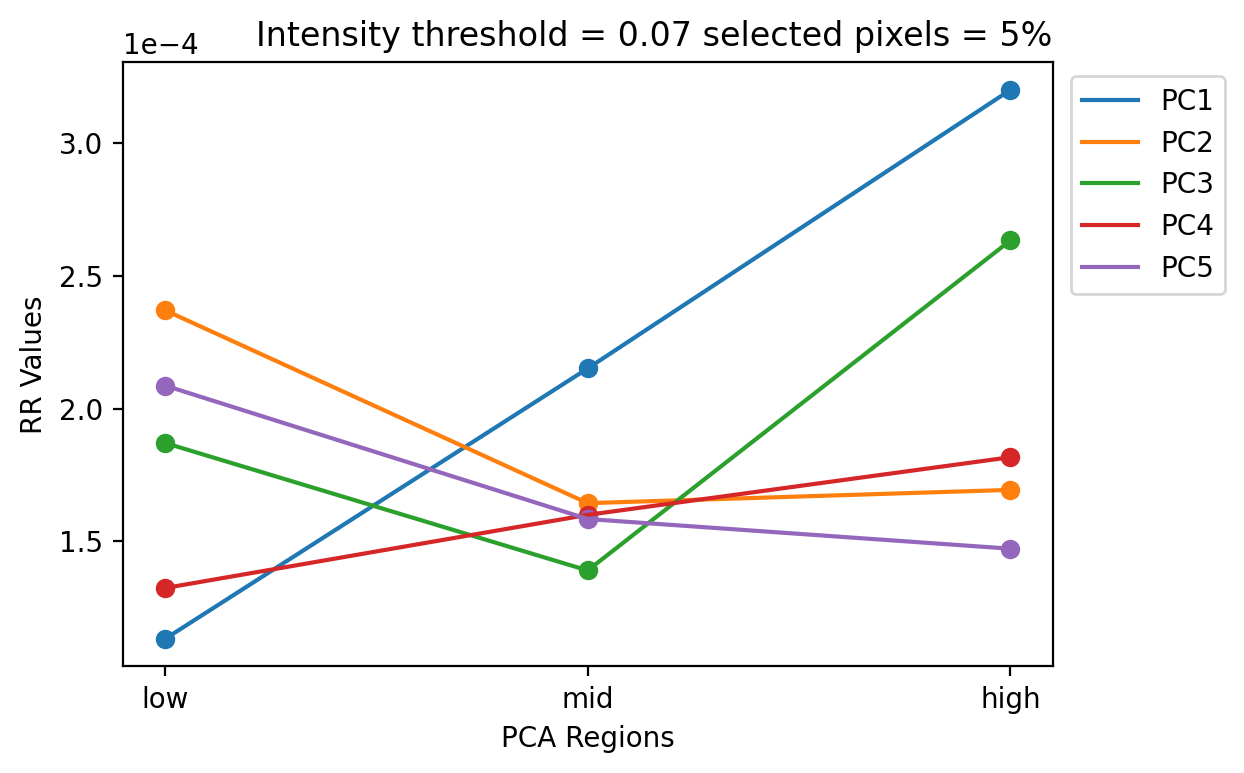 Intensity threshold = 0.07 selected pixels = 5%
1e−4
3.0
2.5
2.0
1.5
RR Values
low
mid
high
PCA Regions
PC1
PC2
PC3
PC4
PC5